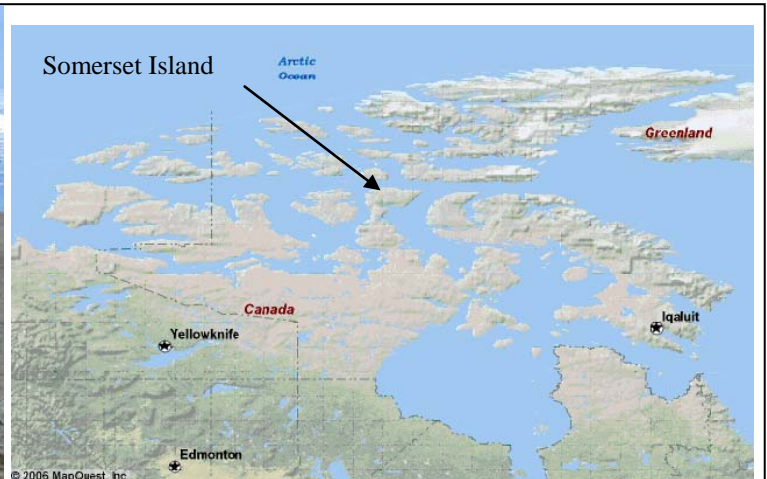 Somerset Island
Arctic
Ocean
Greenland
Canada
Iqaluit
Yellowknife
Edmonton
© 2006 MapQuest, Inc